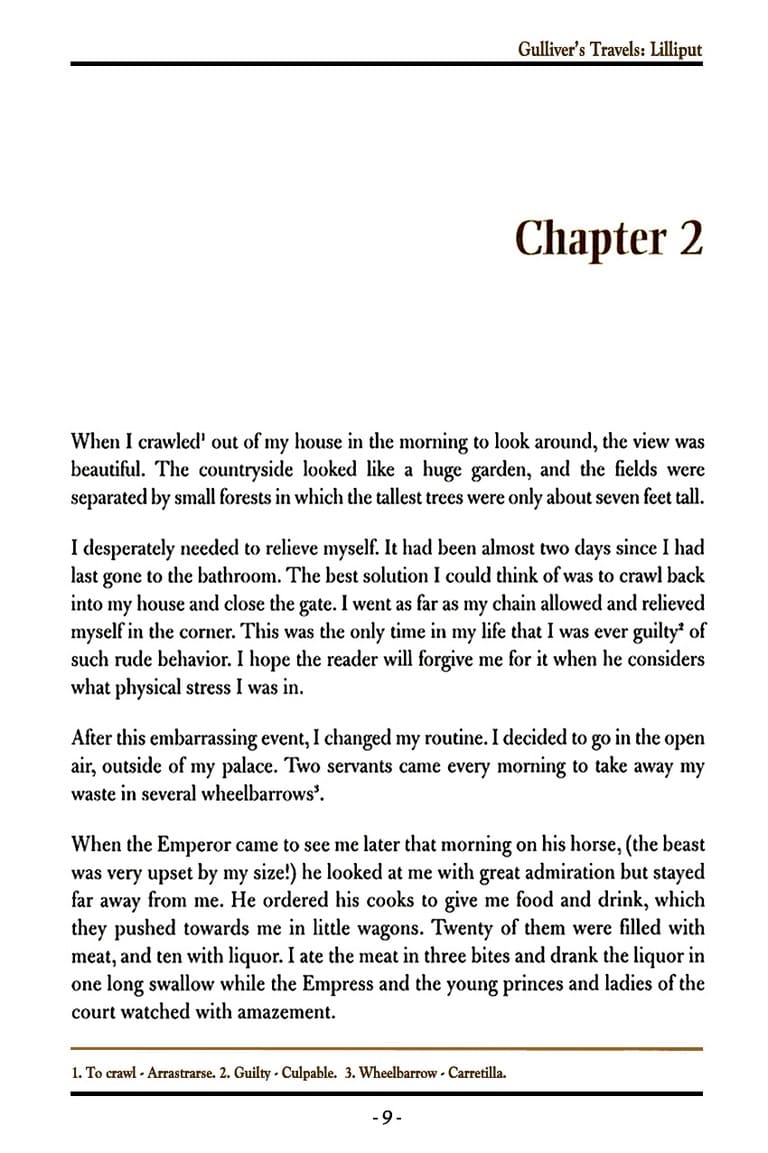 Gulliver's Travels: Lilliput
Chapter 2
When I crawled¹ out of my house in the morning to look around, the view was
beautiful. The countryside looked like a huge garden, and the fields were
separated by small forests in which the tallest trees were only about seven feet tall.
I desperately needed to relieve myself. It had been almost two days since I had
last gone to the bathroom. The best solution I could think of was to crawl back
into my house and close the gate. I went as far as my chain allowed and relieved
myself in the corner. This was the only time in my life that I was ever guilty² of
such rude behavior. I hope the reader will forgive me for it when he considers
what physical stress I was in.
After this embarrassing event, I changed my routine. I decided to go in the open
air, outside of my palace. Two servants came every morning to take away my
waste in several wheelbarrows³.
When the Emperor came to see me later that morning on his horse, (the beast
was very upset by my size!) he looked at me with great admiration but stayed
far away from me. He ordered his cooks to give me food and drink, which
they pushed towards me in little wagons. Twenty of them were filled with
meat, and ten with liquor. I ate the meat in three bites and drank the liquor in
one long swallow while the Empress and the young princes and ladies of the
court watched with amazement.
1. To crawl - Arrastrarse. 2. Guilty - Culpable. 3. Wheelbarrow - Carretilla.
- 9 -